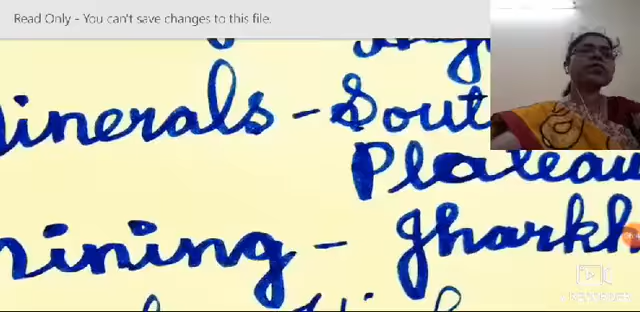 Read Only - You can't save changes to this file.
inerals - Sout
Plateau
ining - Jharkh